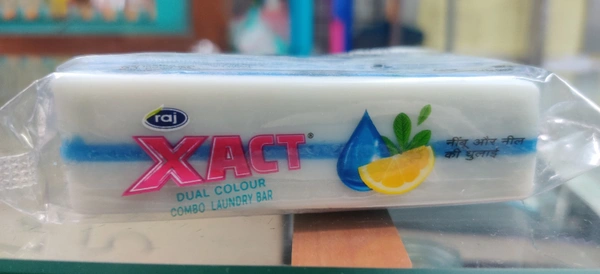 raj
XACT®
DUAL COLOUR
COMBO LAUNDRY BAR
नींबू और नील
की धुलाई